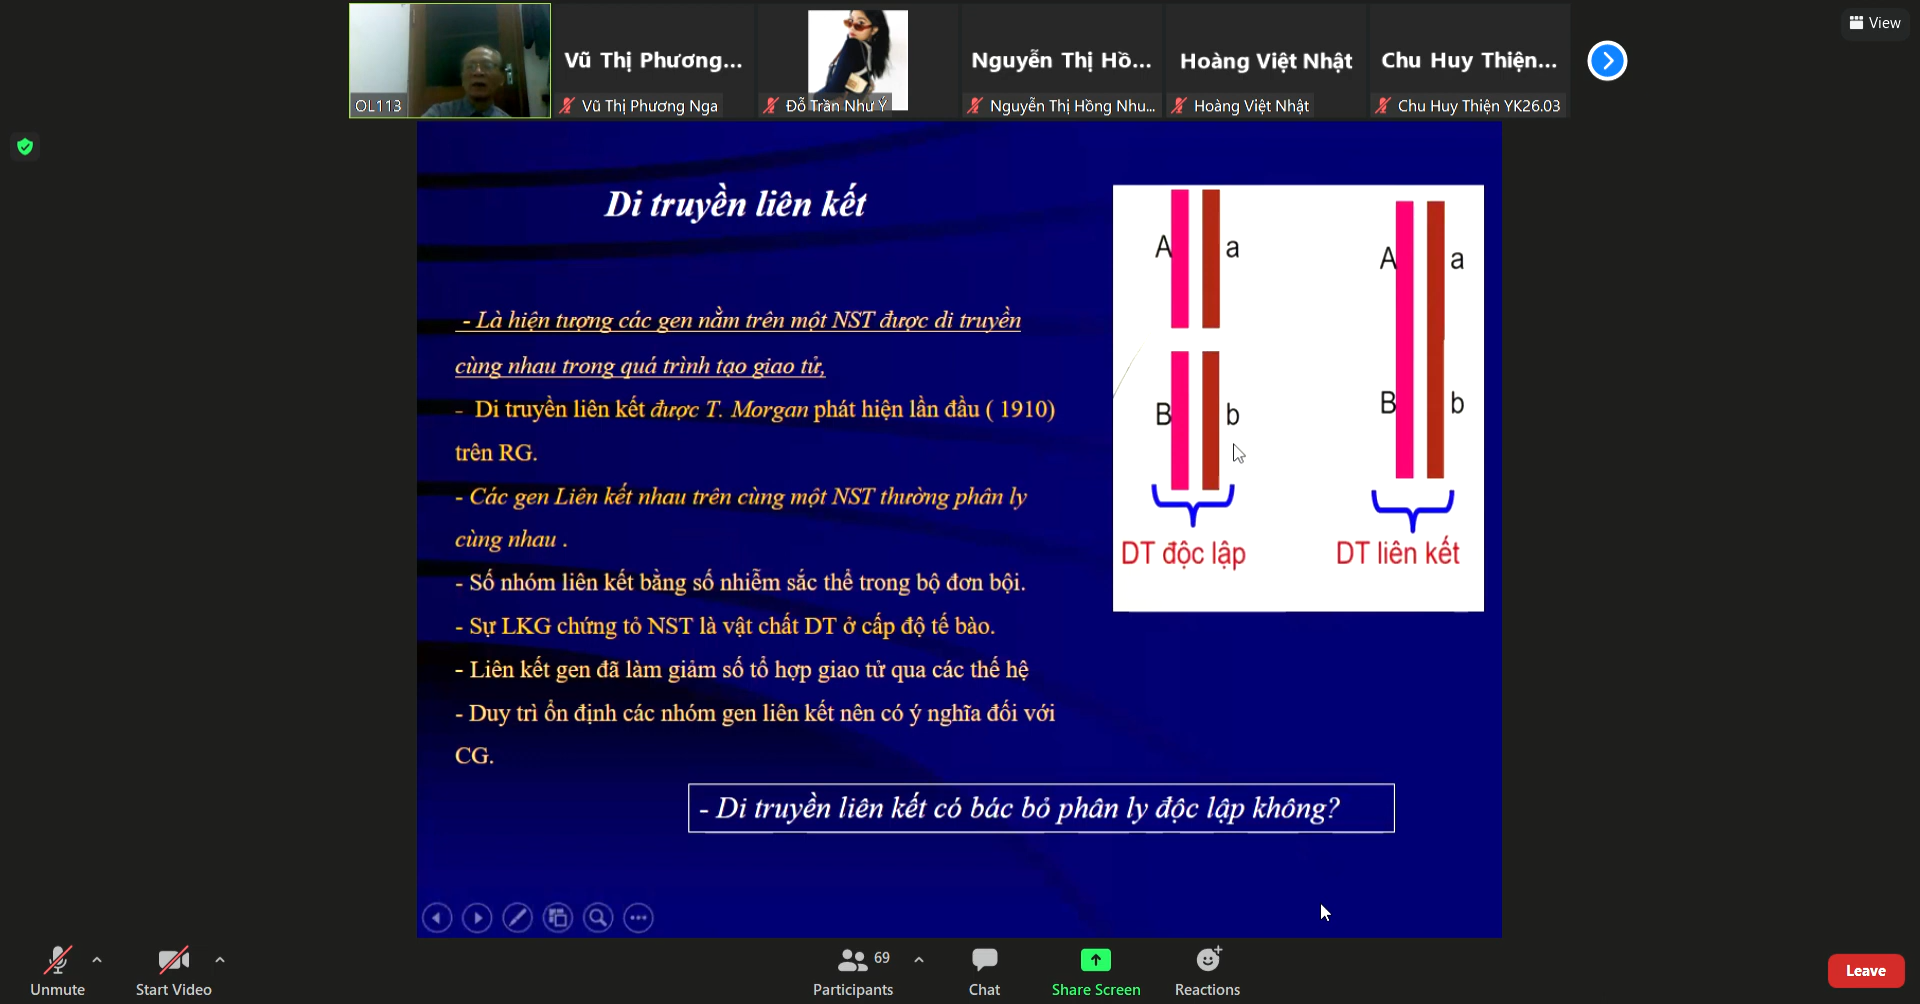 View
Vũ Thị Phương...
Nguyễn Thị Hồ...
Hoàng Việt Nhật
Chu Huy Thiện...
OL113
Vũ Thị Phương Nga
Đỗ Trần Như Ý
Nguyễn Thị Hồng Nhu...
Hoàng Việt Nhật
Chu Huy Thiện YK26.03
Di truyền liên kết
- Là hiện tượng các gen nằm trên một NST được di truyền
cùng nhau trong quá trình tạo giao tử,
- Di truyền liên kết được T. Morgan phát hiện lần đầu ( 1910)
trên RG.
- Các gen Liên kết nhau trên cùng một NST thường phân ly
cùng nhau .
- Số nhóm liên kết bằng số nhiễm sắc thể trong bộ đơn bội.
- Sự LKG chứng tỏ NST là vật chất DT ở cấp độ tế bào.
- Liên kết gen đã làm giảm số tổ hợp giao tử qua các thế hệ
- Duy trì ổn định các nhóm gen liên kết nên có ý nghĩa đối với
CG.
A a
B b
DT độc lập
A a
B b
DT liên kết
- Di truyền liên kết có bác bỏ phân ly độc lập không?
69
Unmute
Start Video
Participants
Chat
Share Screen
Reactions
Leave